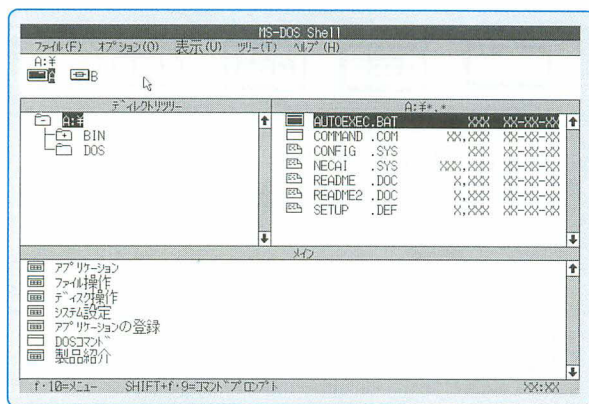 MS-DOS Shell
ファイル(F) オプション(O) 表示(U) ツリー(T) ヘルプ(H)
A:¥
A B
ディレクトリツリー
A:¥
BIN
DOS
A:¥*.*
AUTOEXEC.BAT XXX XX-XX-XX
COMMAND .COM XX,XXX XX-XX-XX
CONFIG .SYS XXX XX-XX-XX
NECAI .SYS XXX,XXX XX-XX-XX
README .DOC X,XXX XX-XX-XX
README2 .DOC X,XXX XX-XX-XX
SETUP .DEF X,XXX XX-XX-XX
メイン
アプリケーション
ファイル操作
ディスク操作
システム設定
アプリケーションの登録
DOSコマンド
製品紹介
f・10=メニュー SHIFT+f・9=コマンドプロンプト XX:XX